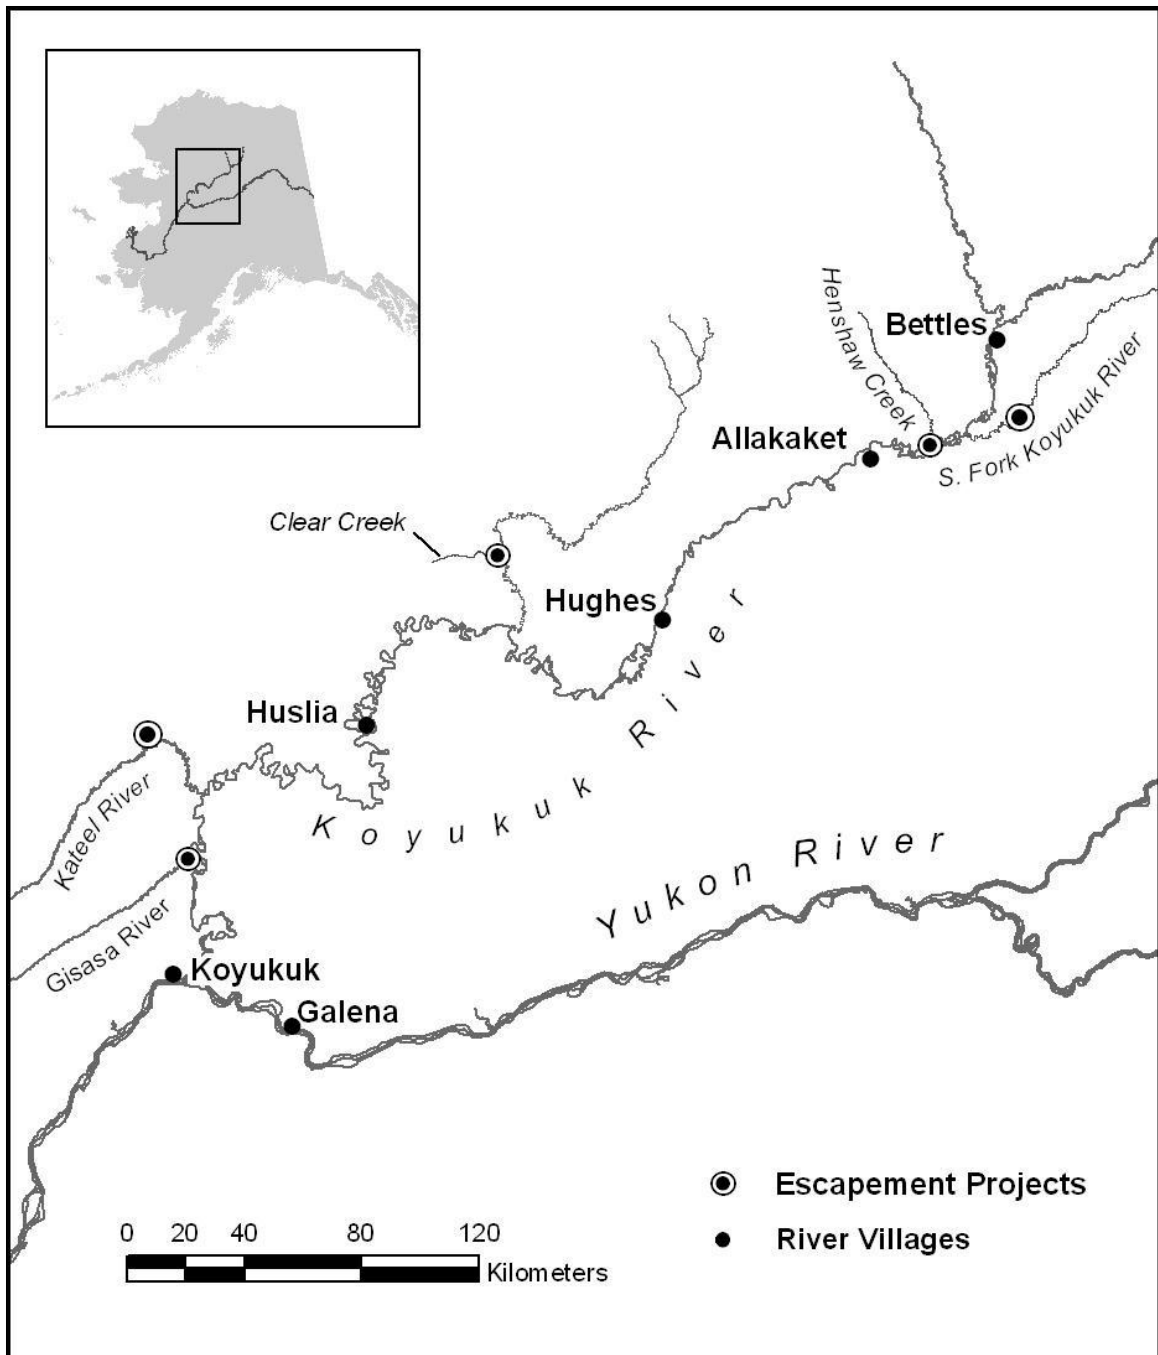 Bettles
Henshaw Creek
S. Fork Koyukuk River
Allakaket
Clear Creek
Hughes
Huslia
Koyukuk River
Kateel River
Yukon River
Gisasa River
Koyukuk
Galena
Escapement Projects
River Villages
0 20 40 80 120
Kilometers